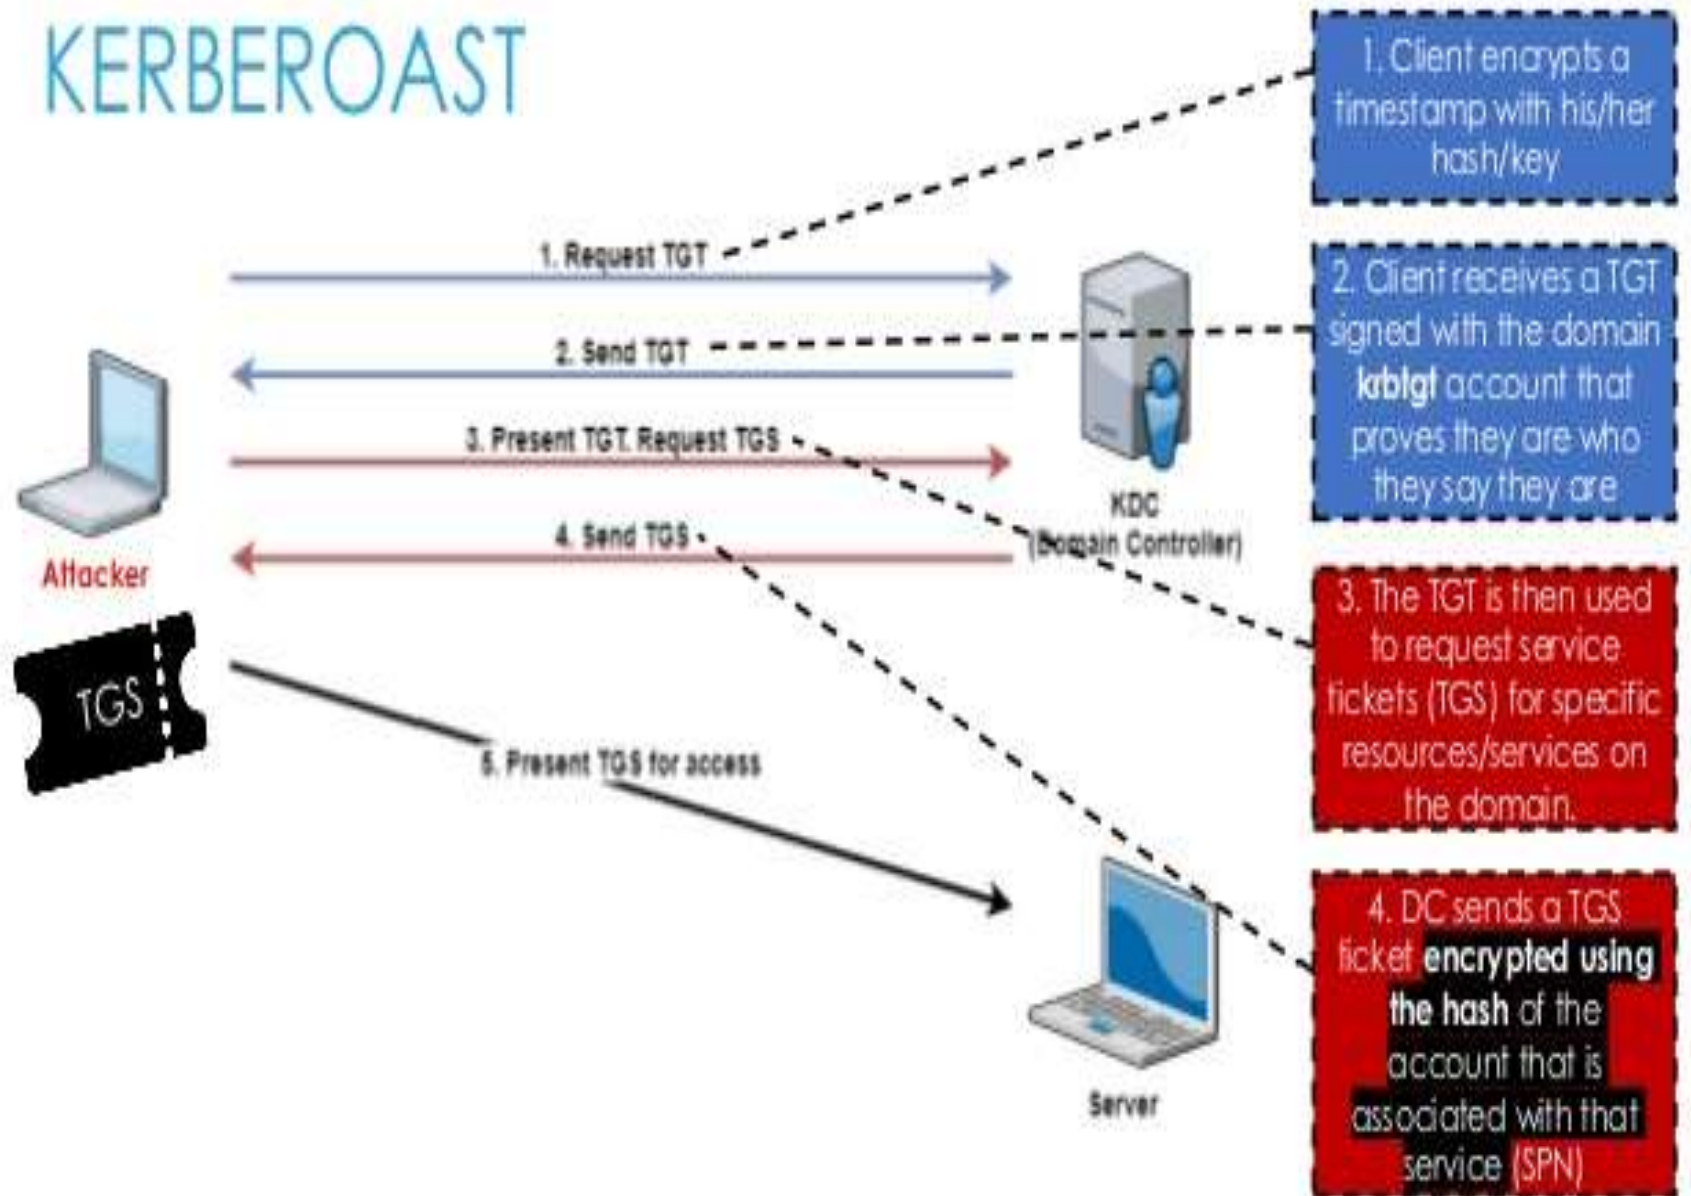 KERBEROAST
1. Client encrypts a
timestamp with his/her
hash/key
1. Request TGT
2. Client receives a TGT
signed with the domain
krbtgt account that
proves they are who
they say they are
2. Send TGT
3. Present TGT. Request TGS
KDC
(Domain Controller)
4. Send TGS
Attacker
3. The TGT is then used
to request service
tickets (TGS) for specific
resources/services on
the domain.
TGS
5. Present TGS for access
4. DC sends a TGS
ticket encrypted using
the hash of the
account that is
associated with that
service (SPN)
Server